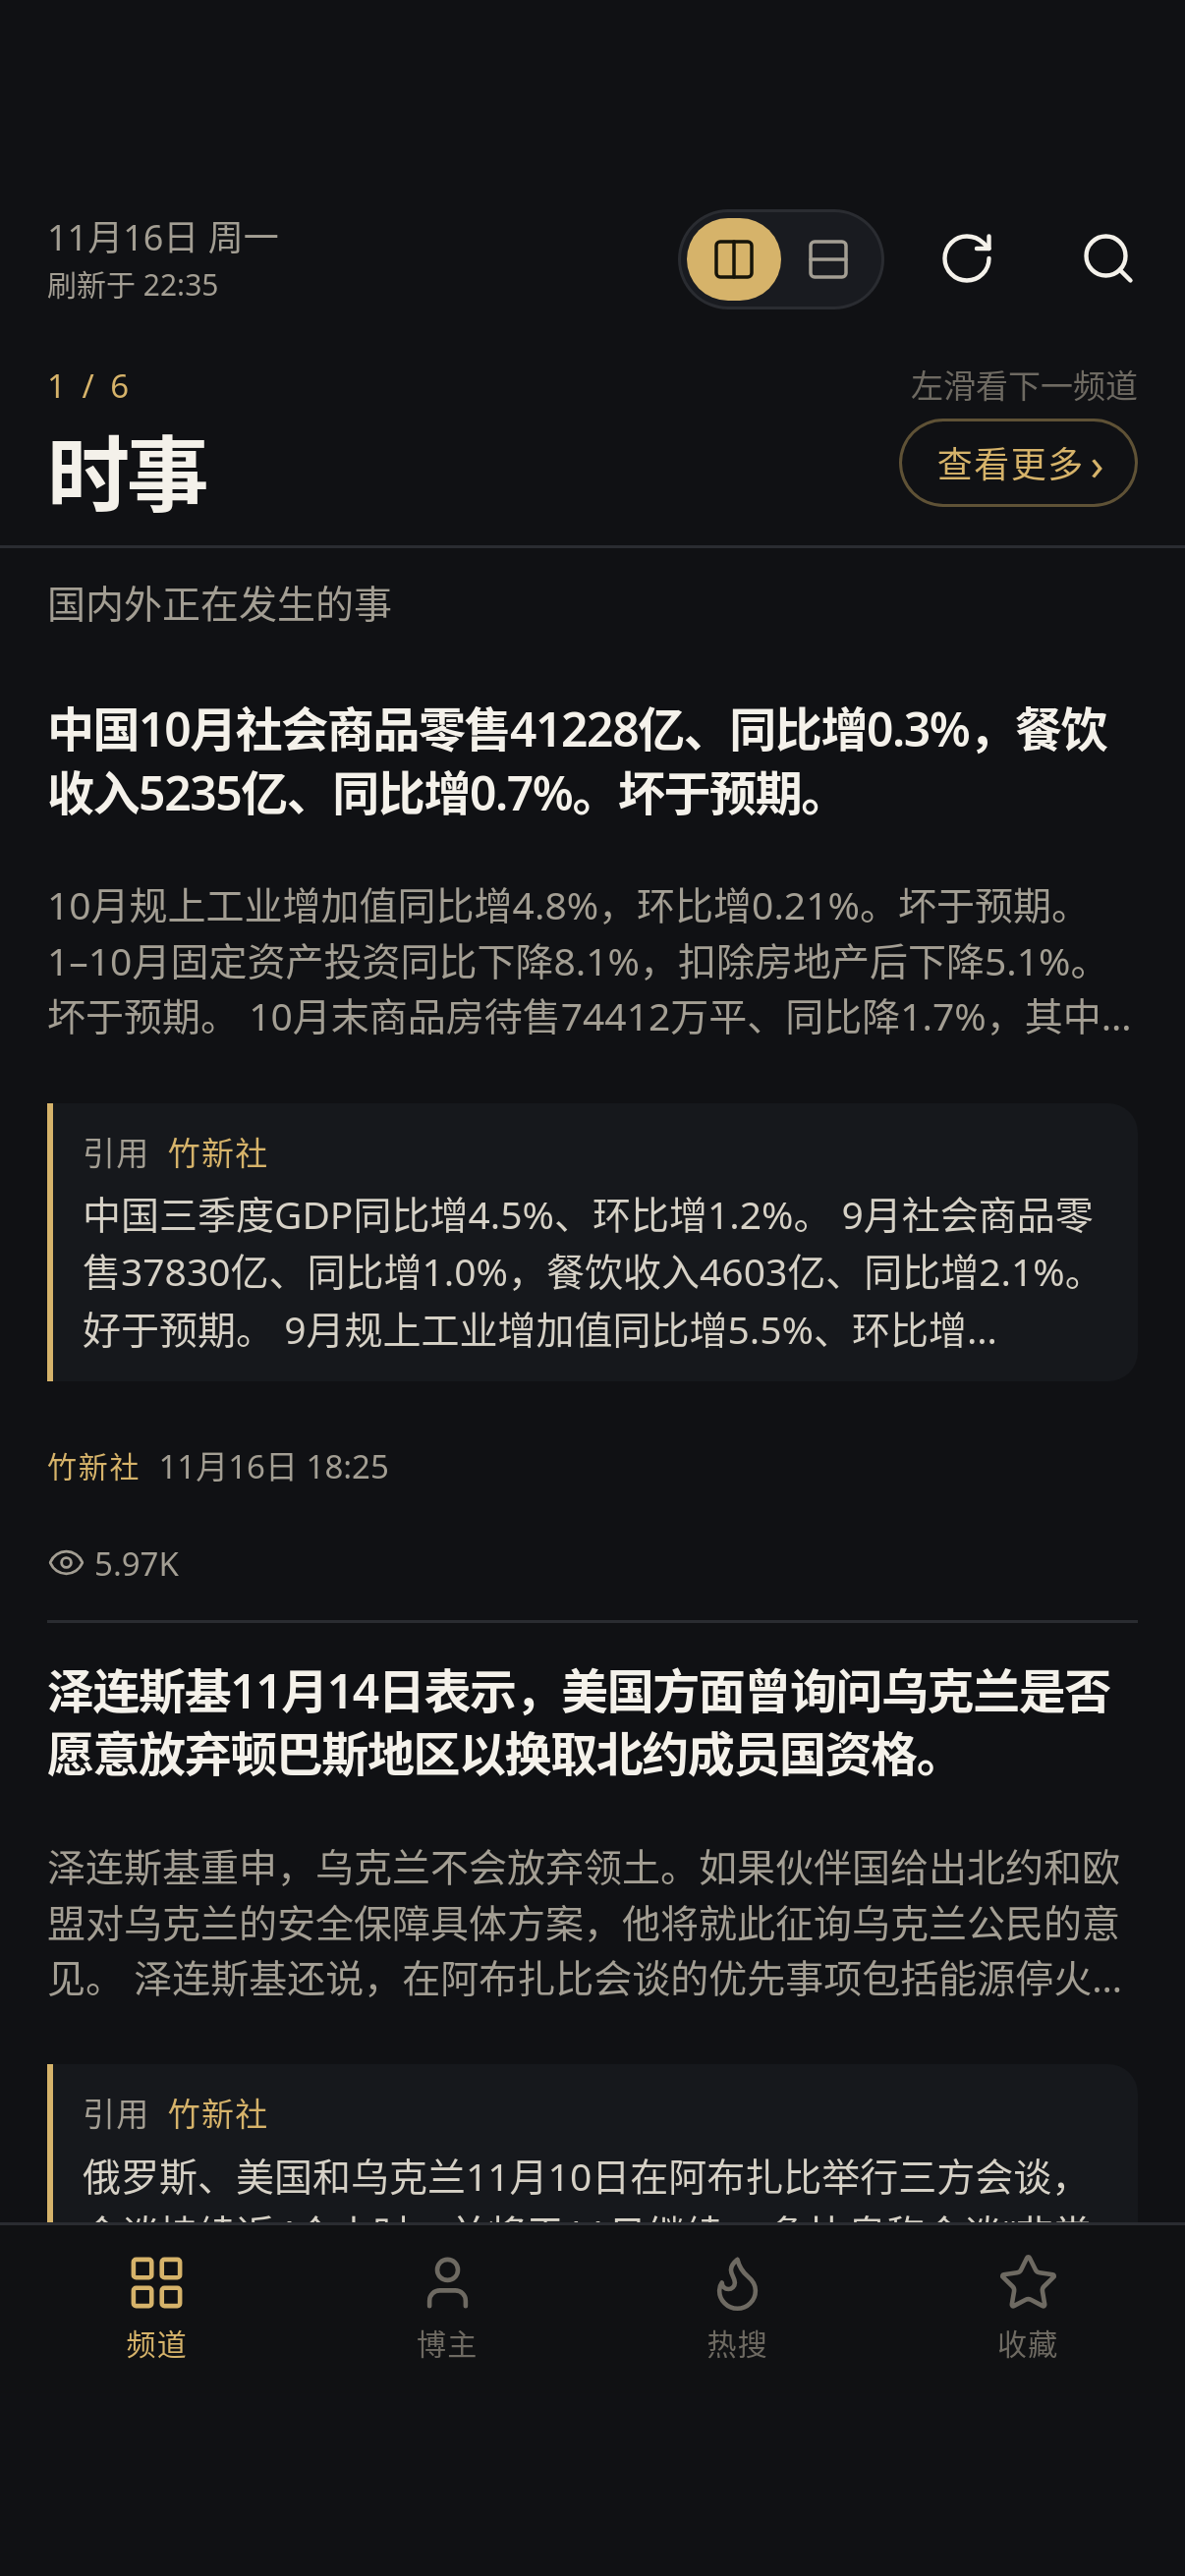 11月16日 周一
刷新于 22:35
1 / 6
左滑看下一频道
时事
查看更多 ›
国内外正在发生的事
中国10月社会商品零售41228亿、同比增0.3%，餐饮
收入5235亿、同比增0.7%。坏于预期。
10月规上工业增加值同比增4.8%，环比增0.21%。坏于预期。
1–10月固定资产投资同比下降8.1%，扣除房地产后下降5.1%。
坏于预期。 10月末商品房待售74412万平、同比降1.7%，其中...
引用 竹新社
中国三季度GDP同比增4.5%、环比增1.2%。 9月社会商品零
售37830亿、同比增1.0%，餐饮收入4603亿、同比增2.1%。
好于预期。 9月规上工业增加值同比增5.5%、环比增...
竹新社 11月16日 18:25
5.97K
泽连斯基11月14日表示，美国方面曾询问乌克兰是否
愿意放弃顿巴斯地区以换取北约成员国资格。
泽连斯基重申，乌克兰不会放弃领土。如果伙伴国给出北约和欧
盟对乌克兰的安全保障具体方案，他将就此征询乌克兰公民的意
见。 泽连斯基还说，在阿布扎比会谈的优先事项包括能源停火...
引用 竹新社
俄罗斯、美国和乌克兰11月10日在阿布扎比举行三方会谈，
频道
博主
热搜
收藏